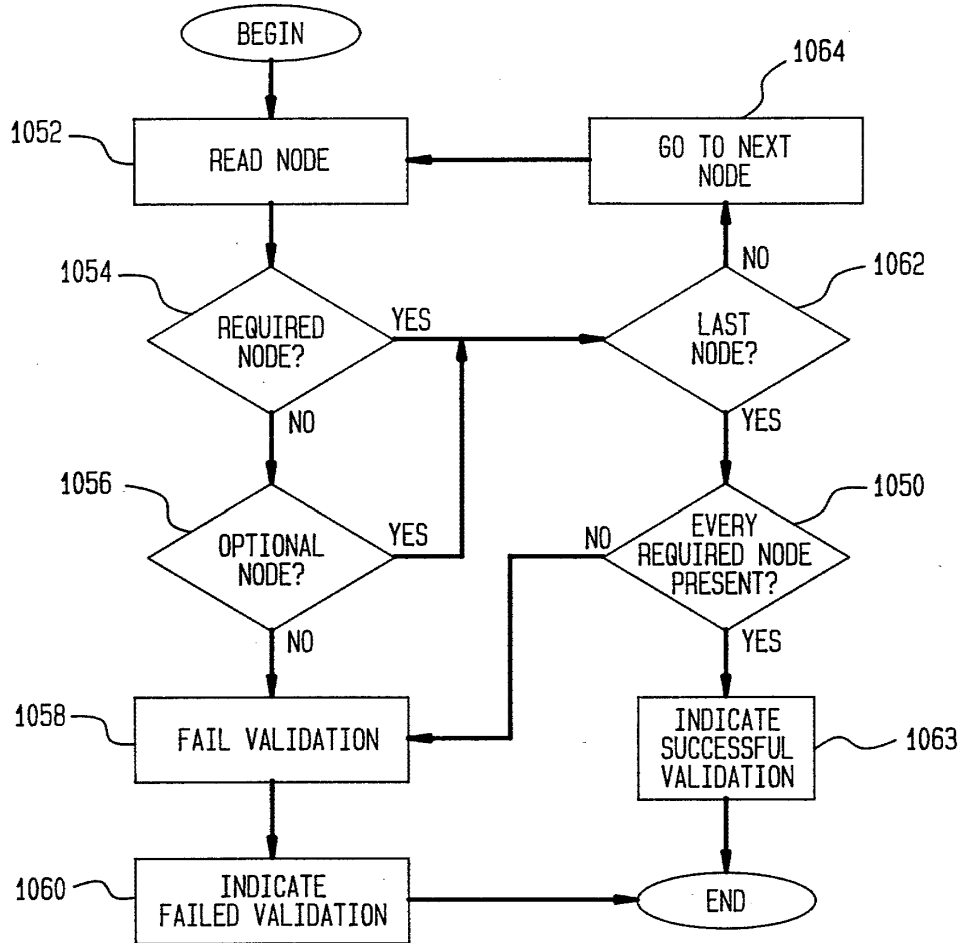 BEGIN
1064
1052
READ NODE
GO TO NEXT
NODE
1054
NO
1062
REQUIRED
NODE?
YES
LAST
NODE?
NO
YES
1056
1050
OPTIONAL
NODE?
YES
NO
EVERY
REQUIRED NODE
PRESENT?
NO
YES
1058
FAIL VALIDATION
INDICATE
SUCCESSFUL
VALIDATION
1063
1060
INDICATE
FAILED VALIDATION
END